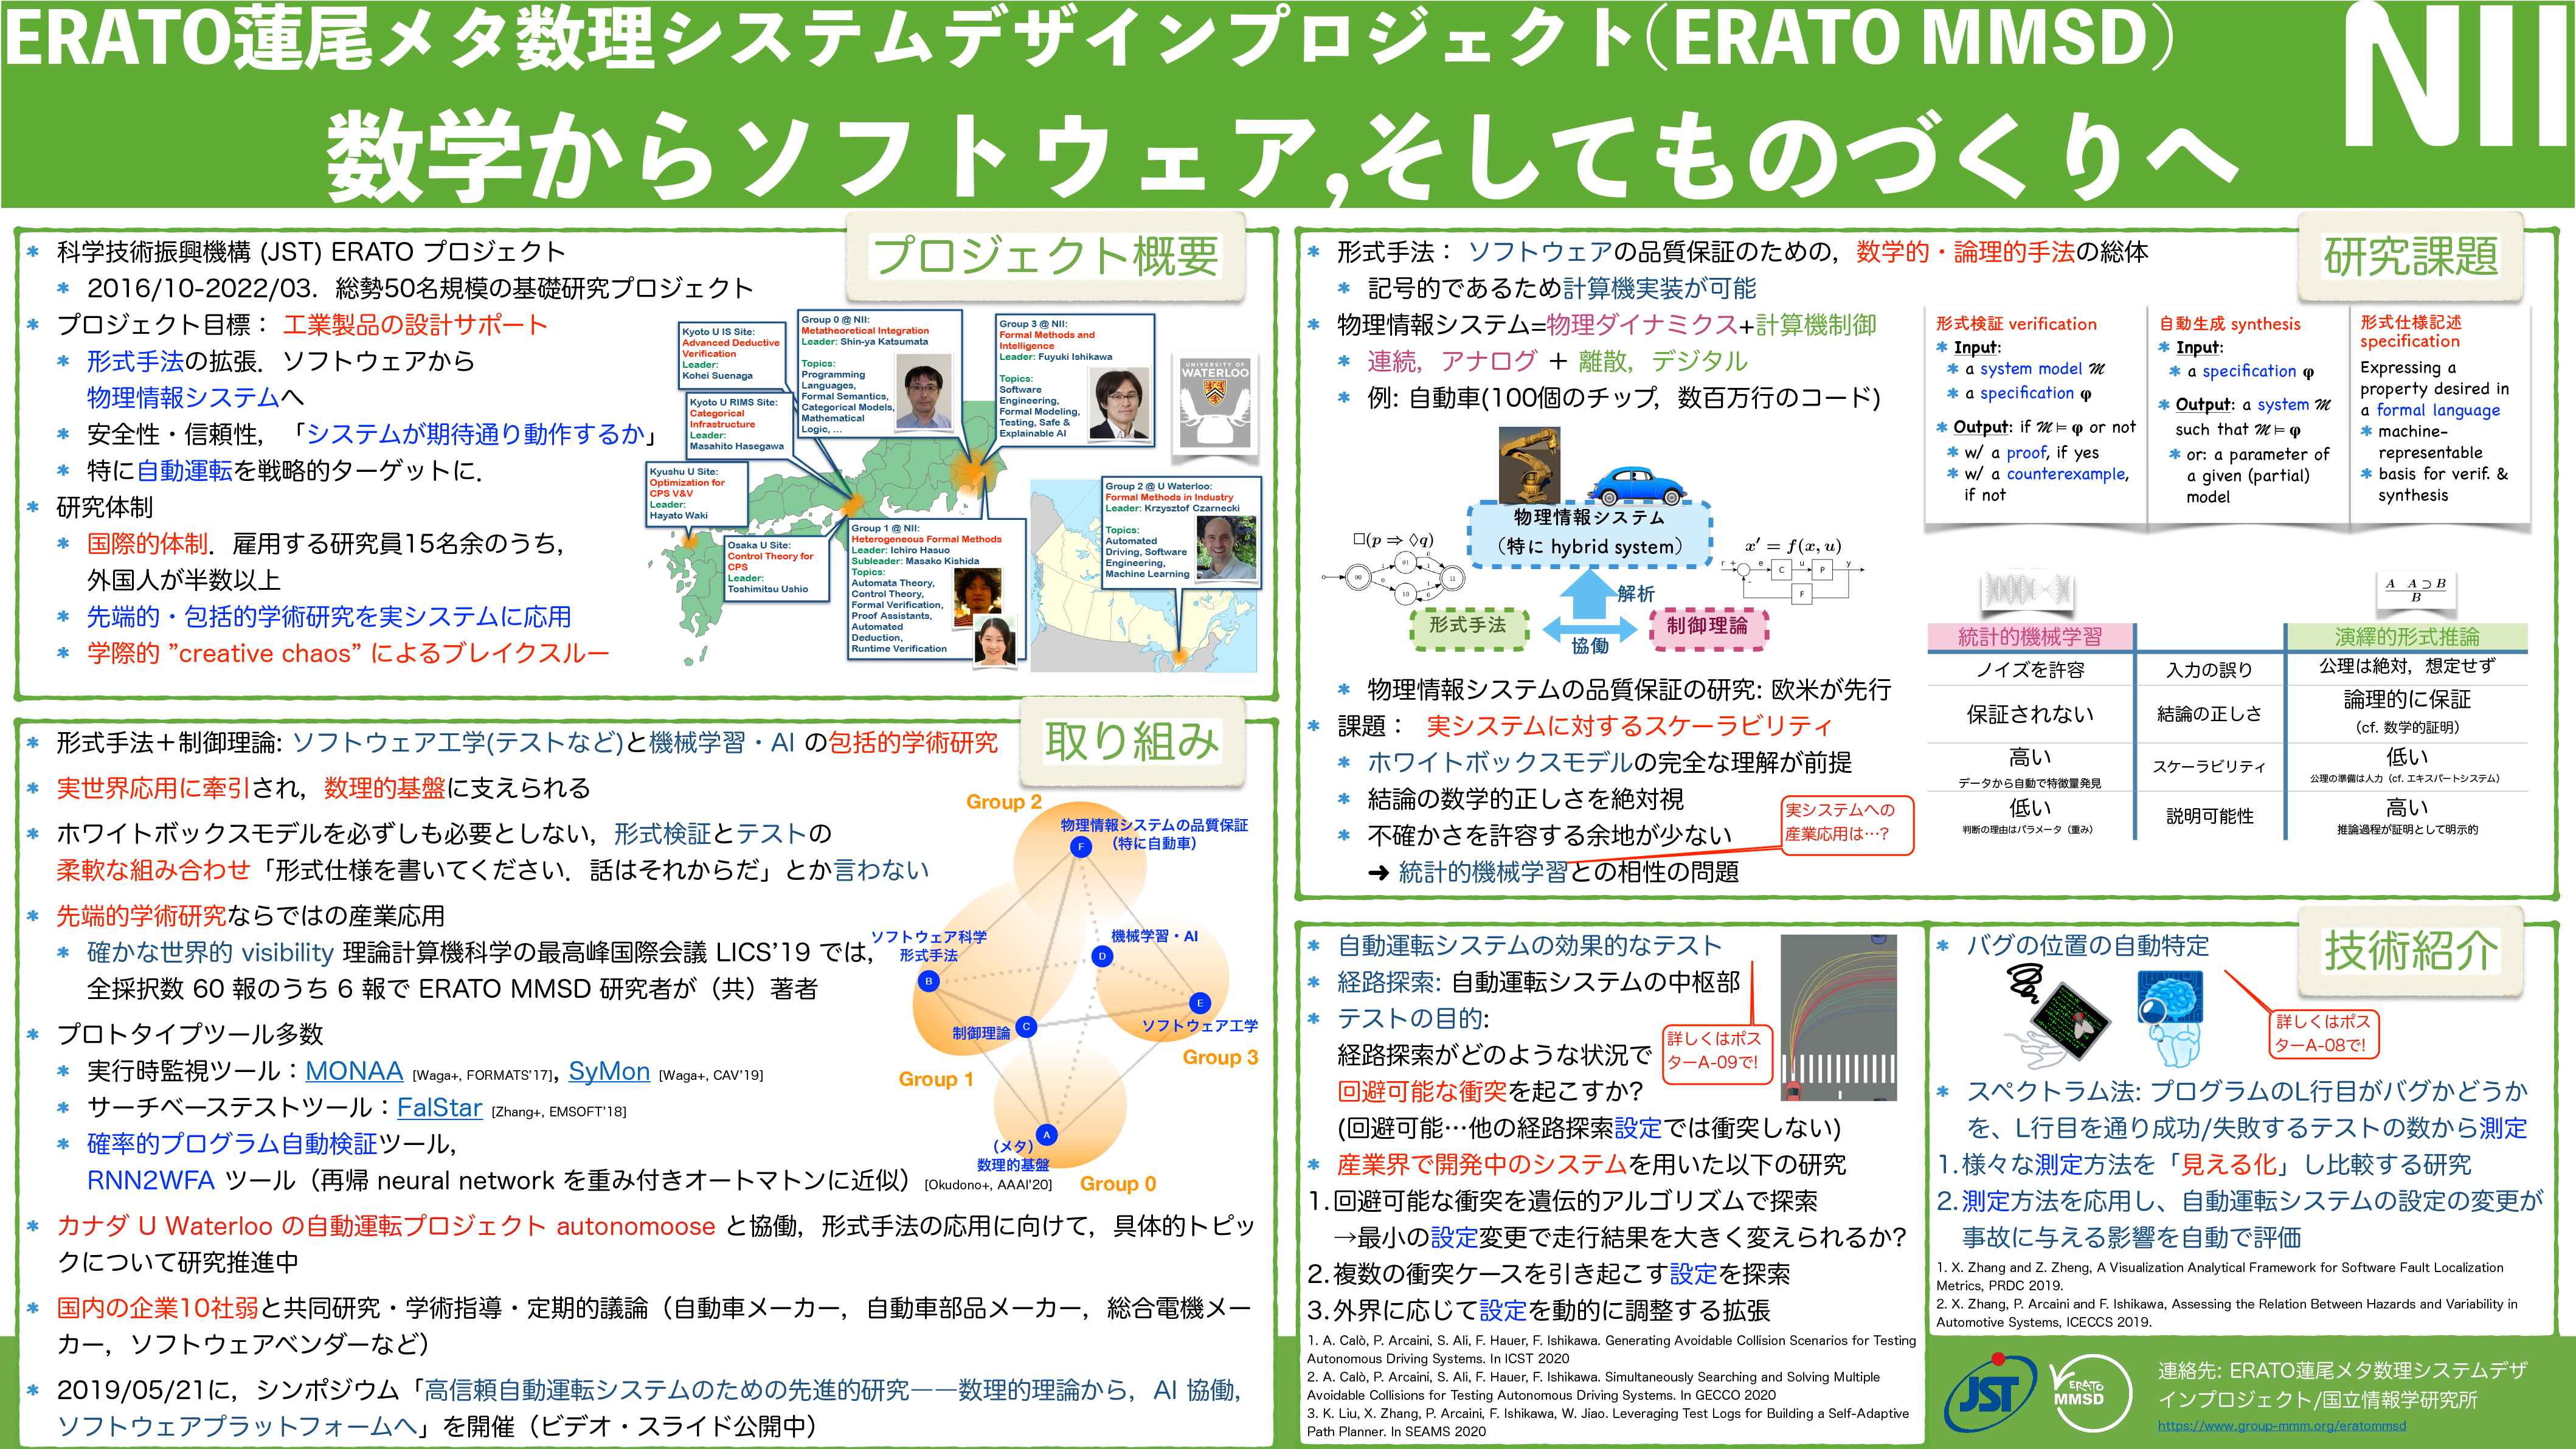 ERATO蓮尾メタ数理システムデザインプロジェクト(ERATO MMSD)
数学からソフトウェア,そしてものづくりへ
NII
プロジェクト概要
* 科学技術振興機構 (JST) ERATO プロジェクト
* 2016/10-2022/03．総勢50名規模の基礎研究プロジェクト
* プロジェクト目標： 工業製品の設計サポート
* 形式手法の拡張．ソフトウェアから
物理情報システムへ
* 安全性・信頼性，「システムが期待通り動作するか」
* 特に自動運転を戦略的ターゲットに．
* 研究体制
* 国際的体制．雇用する研究員15名余のうち，
外国人が半数以上
* 先端的・包括的学術研究を実システムに応用
* 学際的 ”creative chaos” によるブレイクスルー
Kyoto U IS Site:
Advanced Deductive
Verification
Leader:
Kohei Suenaga
Kyoto U RIMS Site:
Categorical
Infrastructure
Leader:
Masahito Hasegawa
Kyushu U Site:
Optimization for
CPS V&V
Leader:
Hayato Waki
Osaka U Site:
Control Theory for
CPS
Leader:
Toshimitsu Ushio
Group 0 @ NII:
Metatheoretical Integration
Leader: Shin-ya Katsumata
Topics:
Programming
Languages,
Formal Semantics,
Categorical Models,
Mathematical
Logic, ...
Group 3 @ NII:
Formal Methods and
Intelligence
Leader: Fuyuki Ishikawa
Topics:
Software
Engineering,
Formal Modeling,
Testing, Safe &
Explainable AI
UNIVERSITY OF
WATERLOO
Group 1 @ NII:
Heterogeneous Formal Methods
Leader: Ichiro Hasuo
Subleader: Masako Kishida
Topics:
Automata Theory,
Control Theory,
Formal Verification,
Proof Assistants,
Automated
Deduction,
Runtime Verification
Group 2 @ U Waterloo:
Formal Methods in Industry
Leader: Krzysztof Czarnecki
Topics:
Automated
Driving, Software
Engineering,
Machine Learning
取り組み
* 形式手法＋制御理論: ソフトウェア工学(テストなど)と機械学習・AI の包括的学術研究
* 実世界応用に牽引され，数理的基盤に支えられる
* ホワイトボックスモデルを必ずしも必要としない，形式検証とテストの
柔軟な組み合わせ「形式仕様を書いてください．話はそれからだ」とか言わない
* 先端的学術研究ならではの産業応用
* 確かな世界的 visibility 理論計算機科学の最高峰国際会議 LICS’19 では，
全採択数 60 報のうち 6 報で ERATO MMSD 研究者が（共）著者
* プロトタイプツール多数
* 実行時監視ツール：MONAA [Waga+, FORMATS’17], SyMon [Waga+, CAV’19]
* サーチベーステストツール：FalStar [Zhang+, EMSOFT’18]
* 確率的プログラム自動検証ツール，
RNN2WFA ツール（再帰 neural network を重み付きオートマトンに近似）[Okudono+, AAAI'20]
* カナダ U Waterloo の自動運転プロジェクト autonomoose と協働，形式手法の応用に向けて，具体的トピッ
クについて研究推進中
* 国内の企業10社弱と共同研究・学術指導・定期的議論（自動車メーカー，自動車部品メーカー，総合電機メー
カー，ソフトウェアベンダーなど）
* 2019/05/21に，シンポジウム「高信頼自動運転システムのための先進的研究——数理的理論から，AI 協働，
ソフトウェアプラットフォームへ」を開催（ビデオ・スライド公開中）
Group 2
物理情報システムの品質保証
（特に自動車）
F
ソフトウェア科学
形式手法
B
機械学習・AI
D
E
ソフトウェア工学
制御理論
C
Group 3
Group 1
A
（メタ）
数理的基盤
Group 0
研究課題
* 形式手法： ソフトウェアの品質保証のための，数学的・論理的手法の総体
* 記号的であるため計算機実装が可能
* 物理情報システム=物理ダイナミクス+計算機制御
* 連続，アナログ ＋ 離散，デジタル
* 例: 自動車(100個のチップ，数百万行のコード)
物理情報システム
（特に hybrid system）
□(p ⇒ ◊q)
00
01
10
11
x′ = f(x, u)
r + e C u P y
-
F
解析
形式手法
協働
制御理論
* 物理情報システムの品質保証の研究: 欧米が先行
* 課題： 実システムに対するスケーラビリティ
* ホワイトボックスモデルの完全な理解が前提
* 結論の数学的正しさを絶対視
* 不確かさを許容する余地が少ない
➜ 統計的機械学習との相性の問題
実システムへの
産業応用は…?
形式検証 verification
* Input:
* a system model ℳ
* a specification φ
* Output: if ℳ ⊨ φ or not
* w/ a proof, if yes
* w/ a counterexample,
if not
自動生成 synthesis
* Input:
* a specification φ
* Output: a system ℳ
such that ℳ ⊨ φ
* or: a parameter of
a given (partial)
model
形式仕様記述
specification
Expressing a
property desired in
a formal language
* machine-
representable
* basis for verif. &
synthesis
A A ⊃ B
B
統計的機械学習 演繹的形式推論
ノイズを許容 入力の誤り 公理は絶対，想定せず
保証されない 結論の正しさ 論理的に保証
（cf. 数学的証明）
高い スケーラビリティ 低い
データから自動で特徴量発見 公理の準備は人力（cf. エキスパートシステム）
低い 説明可能性 高い
判断の理由はパラメータ（重み） 推論過程が証明として明示的
技術紹介
* 自動運転システムの効果的なテスト
* 経路探索: 自動運転システムの中枢部
* テストの目的:
経路探索がどのような状況で
回避可能な衝突を起こすか?
(回避可能…他の経路探索設定では衝突しない)
* 産業界で開発中のシステムを用いた以下の研究
1.回避可能な衝突を遺伝的アルゴリズムで探索
→最小の設定変更で走行結果を大きく変えられるか?
2.複数の衝突ケースを引き起こす設定を探索
3.外界に応じて設定を動的に調整する拡張
詳しくはポス
ターA-09で!
1. A. Calò, P. Arcaini, S. Ali, F. Hauer, F. Ishikawa. Generating Avoidable Collision Scenarios for Testing
Autonomous Driving Systems. In ICST 2020
2. A. Calò, P. Arcaini, S. Ali, F. Hauer, F. Ishikawa. Simultaneously Searching and Solving Multiple
Avoidable Collisions for Testing Autonomous Driving Systems. In GECCO 2020
3. K. Liu, X. Zhang, P. Arcaini, F. Ishikawa, W. Jiao. Leveraging Test Logs for Building a Self-Adaptive
Path Planner. In SEAMS 2020
* バグの位置の自動特定
詳しくはポス
ターA-08で!
* スペクトラム法: プログラムのL行目がバグかどうか
を、L行目を通り成功/失敗するテストの数から測定
1.様々な測定方法を「見える化」し比較する研究
2.測定方法を応用し、自動運転システムの設定の変更が
事故に与える影響を自動で評価
1. X. Zhang and Z. Zheng, A Visualization Analytical Framework for Software Fault Localization
Metrics, PRDC 2019.
2. X. Zhang, P. Arcaini and F. Ishikawa, Assessing the Relation Between Hazards and Variability in
Automotive Systems, ICECCS 2019.
JST
ERATO
MMSD
連絡先: ERATO蓮尾メタ数理システムデザ
インプロジェクト/国立情報学研究所
https://www.group-mmm.org/eratommsd